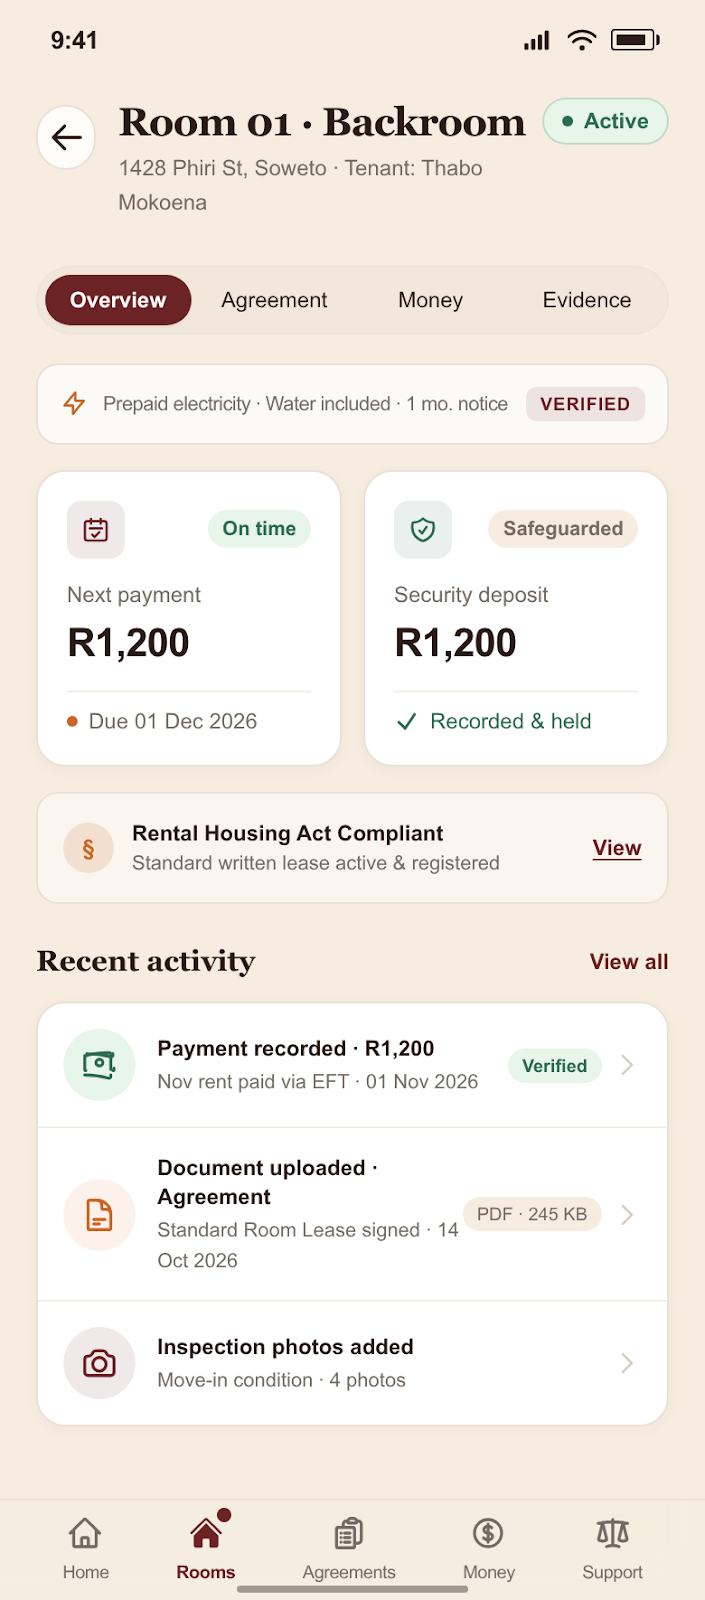 9:41
Room 01 · Backroom
Active
1428 Phiri St, Soweto · Tenant: Thabo
Mokoena
Overview
Agreement
Money
Evidence
Prepaid electricity · Water included · 1 mo. notice
VERIFIED
On time
Next payment
R1,200
Due 01 Dec 2026
Safeguarded
Security deposit
R1,200
Recorded & held
§
Rental Housing Act Compliant
Standard written lease active & registered
View
Recent activity
View all
Payment recorded · R1,200
Nov rent paid via EFT · 01 Nov 2026
Verified
Document uploaded ·
Agreement
Standard Room Lease signed · 14
Oct 2026
PDF · 245 KB
Inspection photos added
Move-in condition · 4 photos
Home
Rooms
Agreements
Money
Support